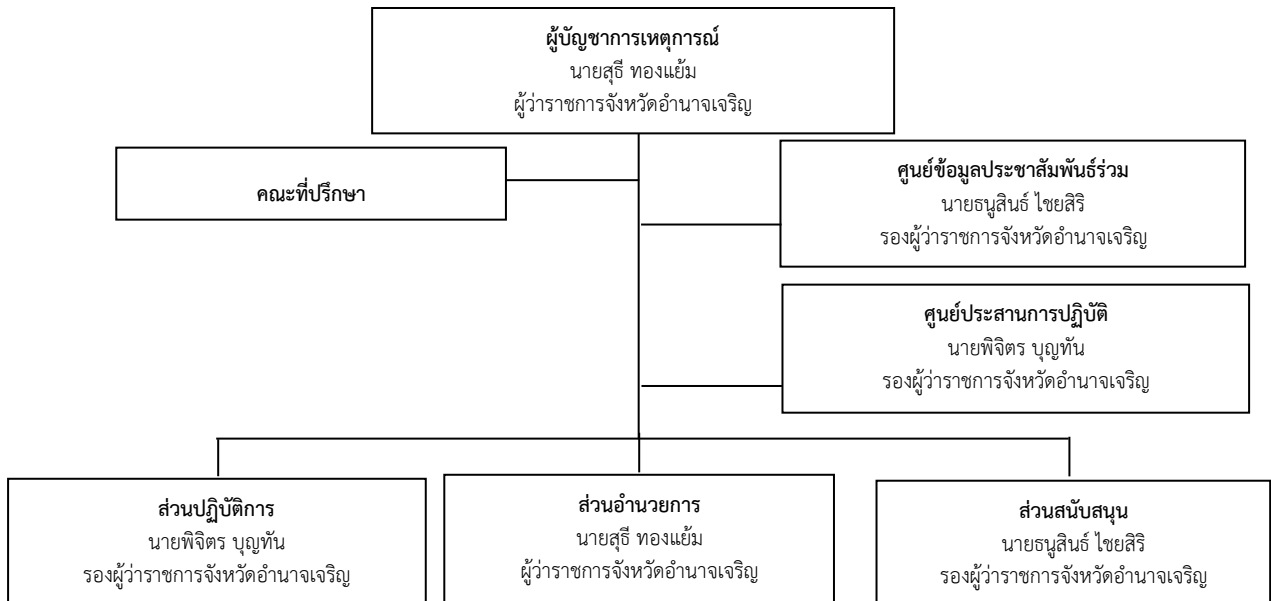 ผู้บัญชาการเหตุการณ์
นายสุธี ทองแย้ม
ผู้ว่าราชการจังหวัดอำนาจเจริญ
คณะที่ปรึกษา
ศูนย์ข้อมูลประชาสัมพันธ์ร่วม
นายธนูสินธ์ ไชยสิริ
รองผู้ว่าราชการจังหวัดอำนาจเจริญ
ศูนย์ประสานการปฏิบัติ
นายพิจิตร บุญทัน
รองผู้ว่าราชการจังหวัดอำนาจเจริญ
ส่วนปฏิบัติการ
นายพิจิตร บุญทัน
รองผู้ว่าราชการจังหวัดอำนาจเจริญ
ส่วนอำนวยการ
นายสุธี ทองแย้ม
ผู้ว่าราชการจังหวัดอำนาจเจริญ
ส่วนสนับสนุน
นายธนูสินธ์ ไชยสิริ
รองผู้ว่าราชการจังหวัดอำนาจเจริญ